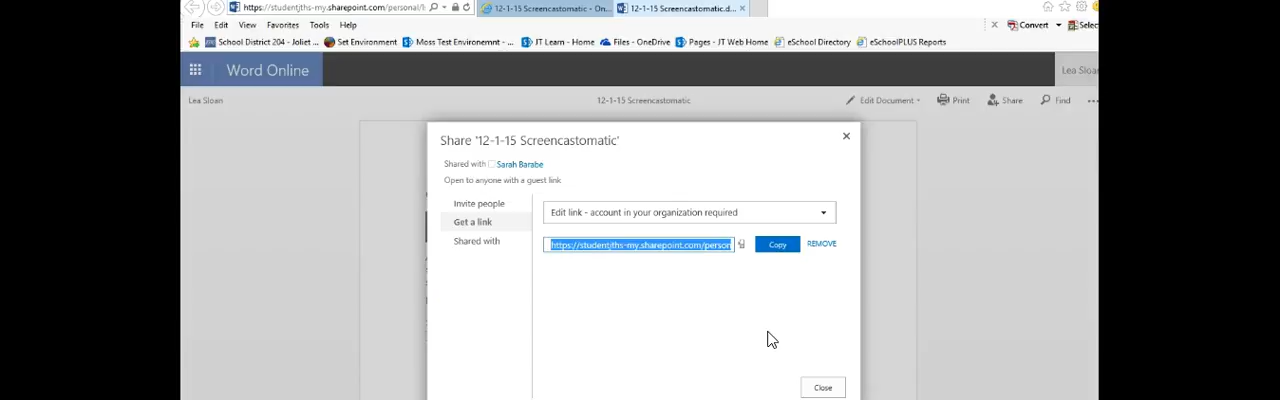 https://studentjths-my.sharepoint.com/personal/l
12-1-15 Screencastomatic - On...
12-1-15 Screencastomatic.d...
File Edit View Favorites Tools Help
Convert
Selec
School District 204 - Joliet ...
Set Environment
Moss Test Environemnt - ...
JT Learn - Home
Files - OneDrive
Pages - JT Web Home
eSchool Directory
eSchoolPLUS Reports
Word Online
Lea Sloan
Lea Sloan
12-1-15 Screencastomatic
Edit Document
Print
Share
Find
Share '12-1-15 Screencastomatic'
Shared with Sarah Barabe
Open to anyone with a guest link
Invite people
Get a link
Shared with
Edit link - account in your organization required
https://studentjths-my.sharepoint.com/person
Copy
REMOVE
Close